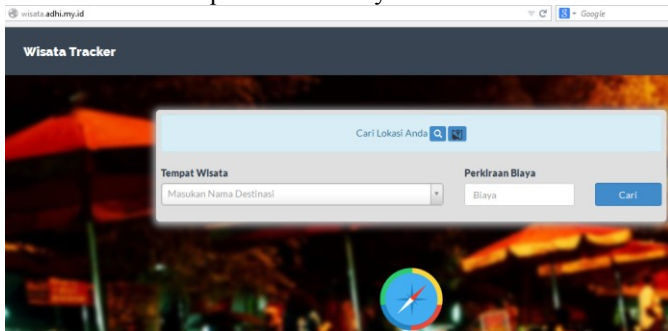 wisata.adhi.my.id
Google
Wisata Tracker
Cari Lokasi Anda
Tempat Wisata
Perkiraan Biaya
Masukan Nama Destinasi
Biaya
Cari